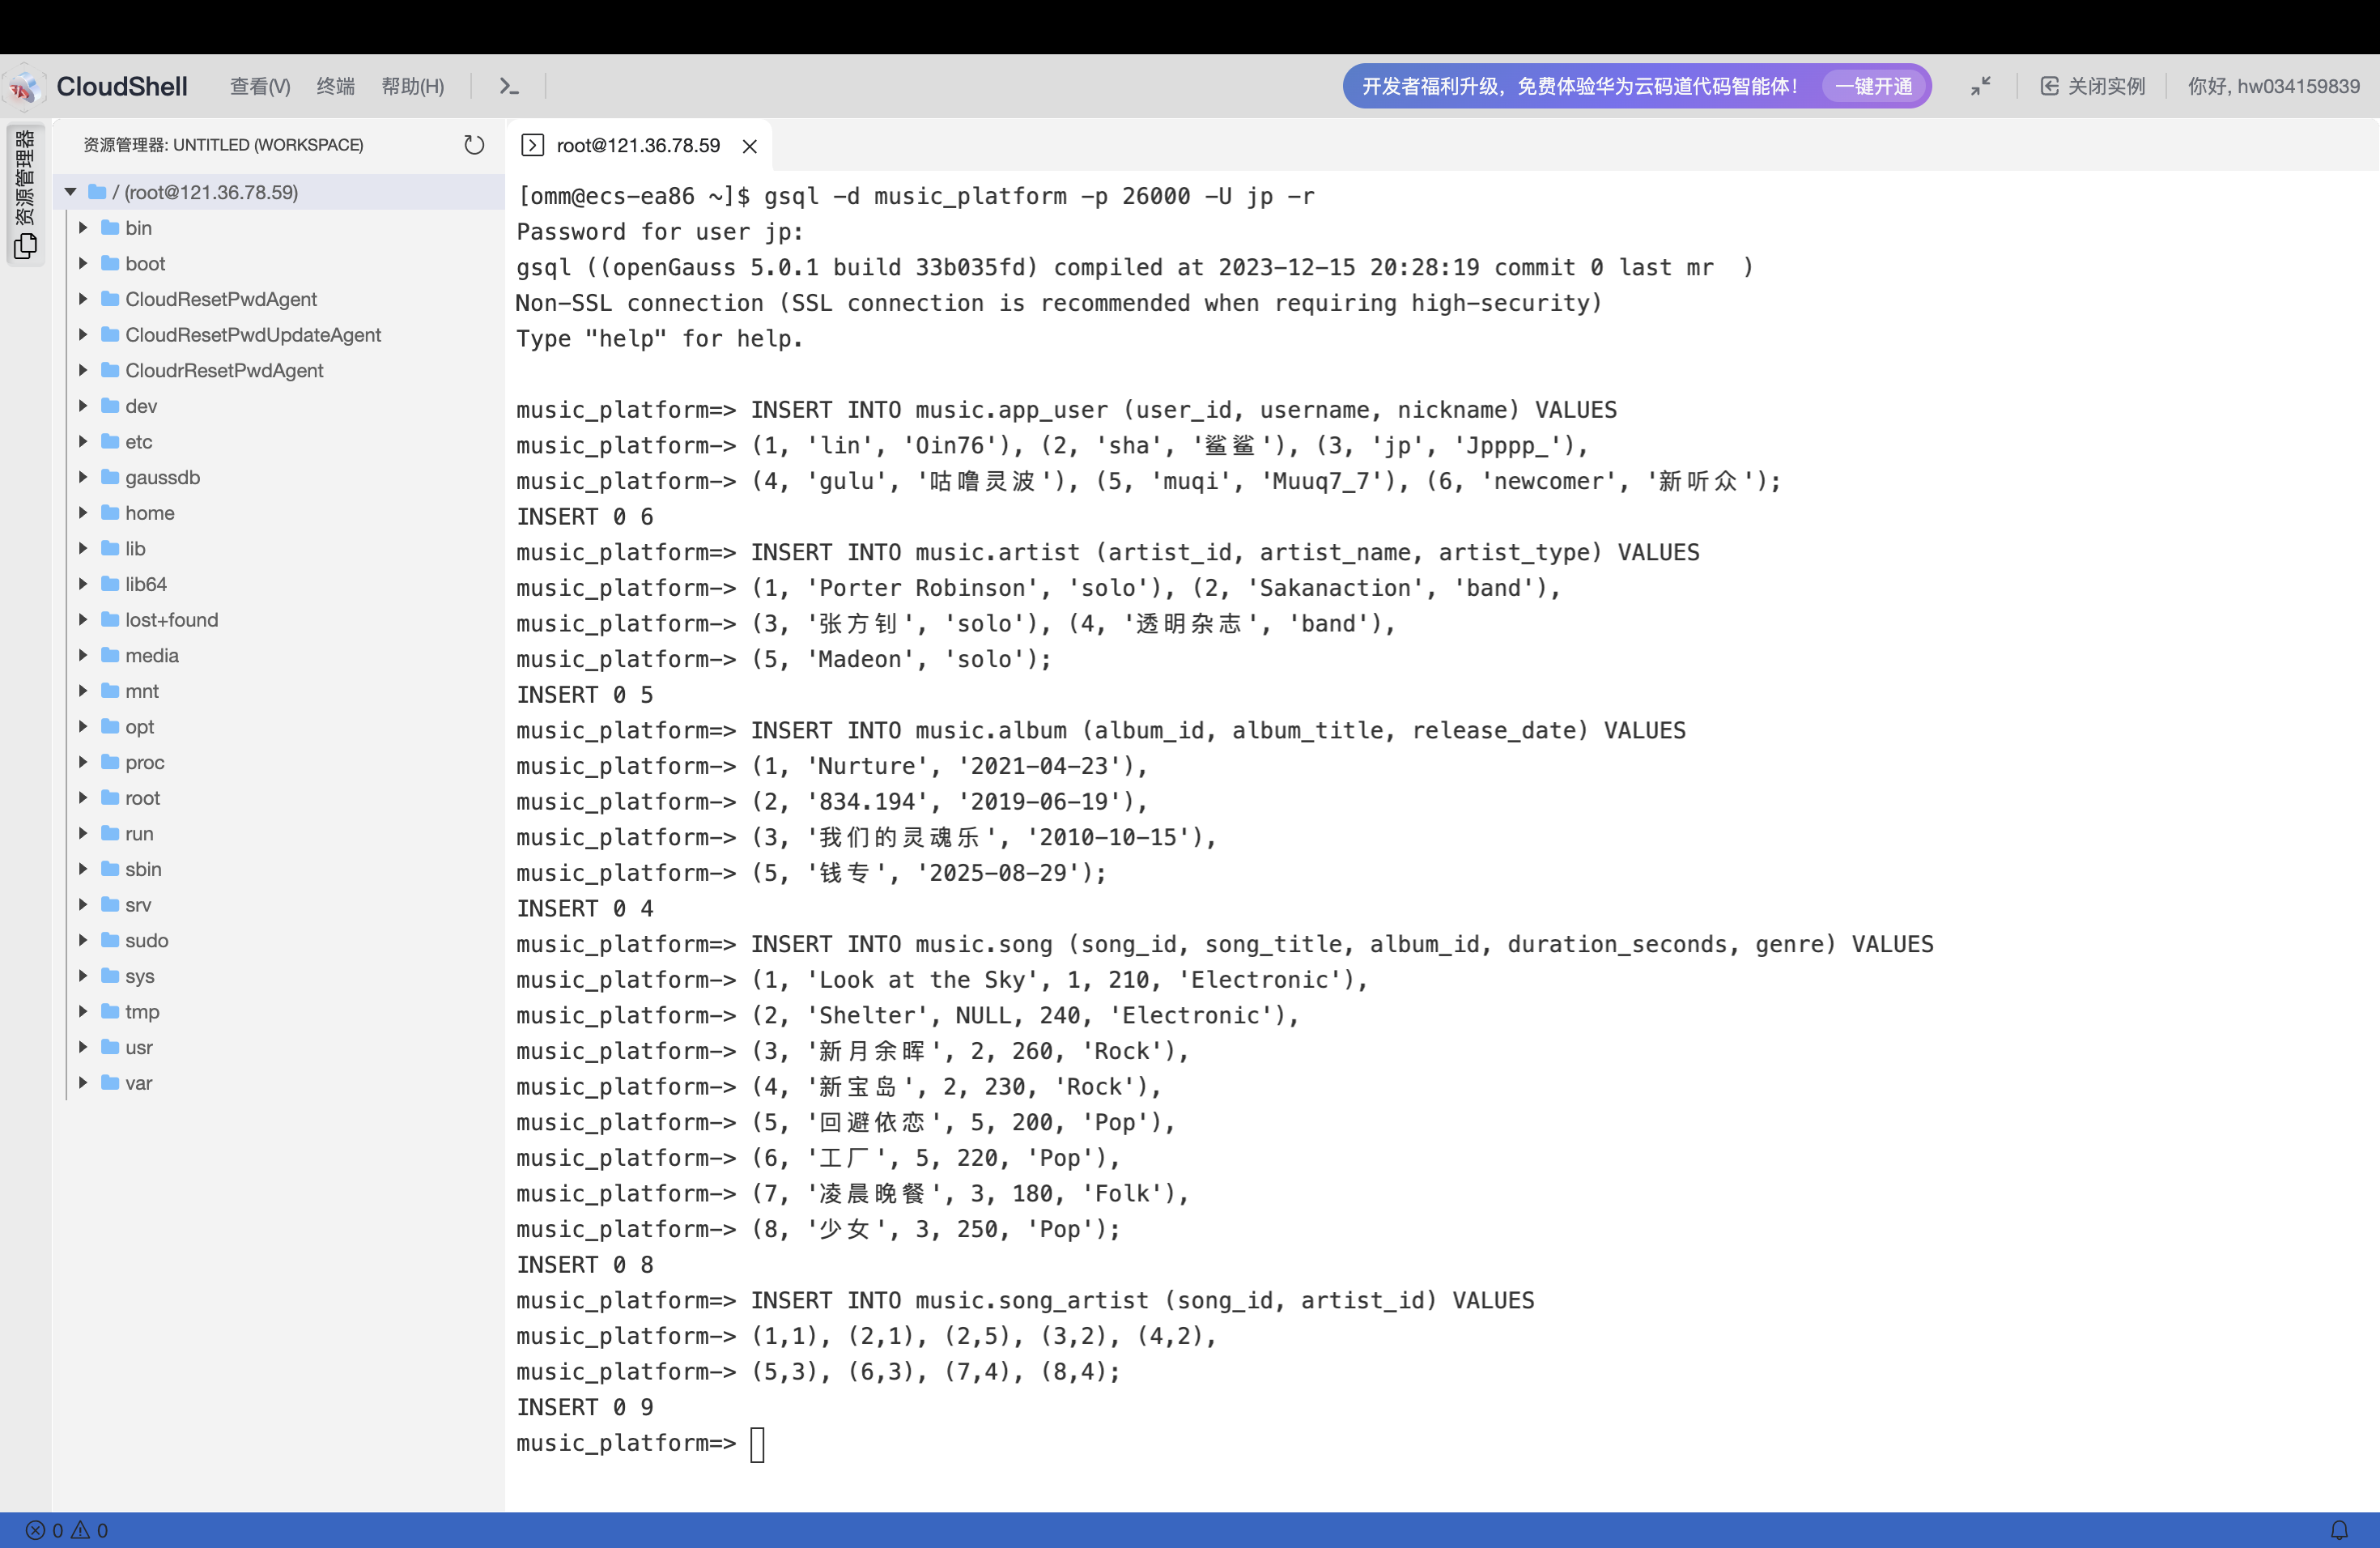 CloudShell 查看(V) 终端 帮助(H) 开发者福利升级，免费体验华为云码道代码智能体！ 一键开通 关闭实例 你好, hw034159839
资源管理器
资源管理器: UNTITLED (WORKSPACE)
/ (root@121.36.78.59)
bin
boot
CloudResetPwdAgent
CloudResetPwdUpdateAgent
CloudrResetPwdAgent
dev
etc
gaussdb
home
lib
lib64
lost+found
media
mnt
opt
proc
root
run
sbin
srv
sudo
sys
tmp
usr
var
root@121.36.78.59
[omm@ecs-ea86 ~]$ gsql -d music_platform -p 26000 -U jp -r
Password for user jp:
gsql ((openGauss 5.0.1 build 33b035fd) compiled at 2023-12-15 20:28:19 commit 0 last mr  )
Non-SSL connection (SSL connection is recommended when requiring high-security)
Type "help" for help.
music_platform=> INSERT INTO music.app_user (user_id, username, nickname) VALUES
music_platform-> (1, 'lin', 'Oin76'), (2, 'sha', '鲨鲨'), (3, 'jp', 'Jpppp_'),
music_platform-> (4, 'gulu', '咕噜灵波'), (5, 'muqi', 'Muuq7_7'), (6, 'newcomer', '新听众');
INSERT 0 6
music_platform=> INSERT INTO music.artist (artist_id, artist_name, artist_type) VALUES
music_platform-> (1, 'Porter Robinson', 'solo'), (2, 'Sakanaction', 'band'),
music_platform-> (3, '张方钊', 'solo'), (4, '透明杂志', 'band'),
music_platform-> (5, 'Madeon', 'solo');
INSERT 0 5
music_platform=> INSERT INTO music.album (album_id, album_title, release_date) VALUES
music_platform-> (1, 'Nurture', '2021-04-23'),
music_platform-> (2, '834.194', '2019-06-19'),
music_platform-> (3, '我们的灵魂乐', '2010-10-15'),
music_platform-> (5, '钱专', '2025-08-29');
INSERT 0 4
music_platform=> INSERT INTO music.song (song_id, song_title, album_id, duration_seconds, genre) VALUES
music_platform-> (1, 'Look at the Sky', 1, 210, 'Electronic'),
music_platform-> (2, 'Shelter', NULL, 240, 'Electronic'),
music_platform-> (3, '新月余晖', 2, 260, 'Rock'),
music_platform-> (4, '新宝岛', 2, 230, 'Rock'),
music_platform-> (5, '回避依恋', 5, 200, 'Pop'),
music_platform-> (6, '工厂', 5, 220, 'Pop'),
music_platform-> (7, '凌晨晚餐', 3, 180, 'Folk'),
music_platform-> (8, '少女', 3, 250, 'Pop');
INSERT 0 8
music_platform=> INSERT INTO music.song_artist (song_id, artist_id) VALUES
music_platform-> (1,1), (2,1), (2,5), (3,2), (4,2),
music_platform-> (5,3), (6,3), (7,4), (8,4);
INSERT 0 9
music_platform=>
0 0